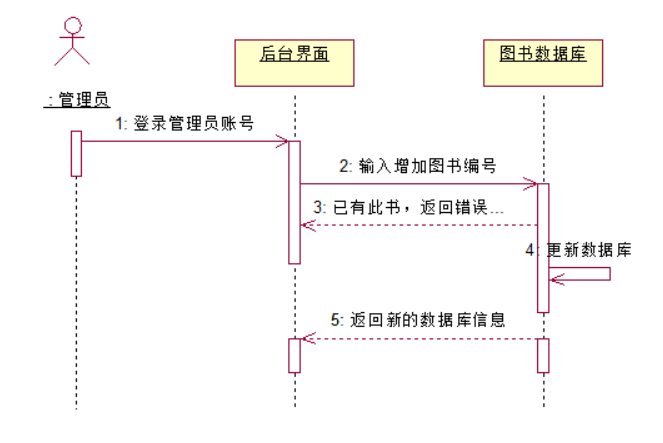 后台界面
图书数据库
: 管理员
1: 登录管理员账号
2: 输入增加图书编号
3: 已有此书，返回错误...
4: 更新数据库
5: 返回新的数据库信息